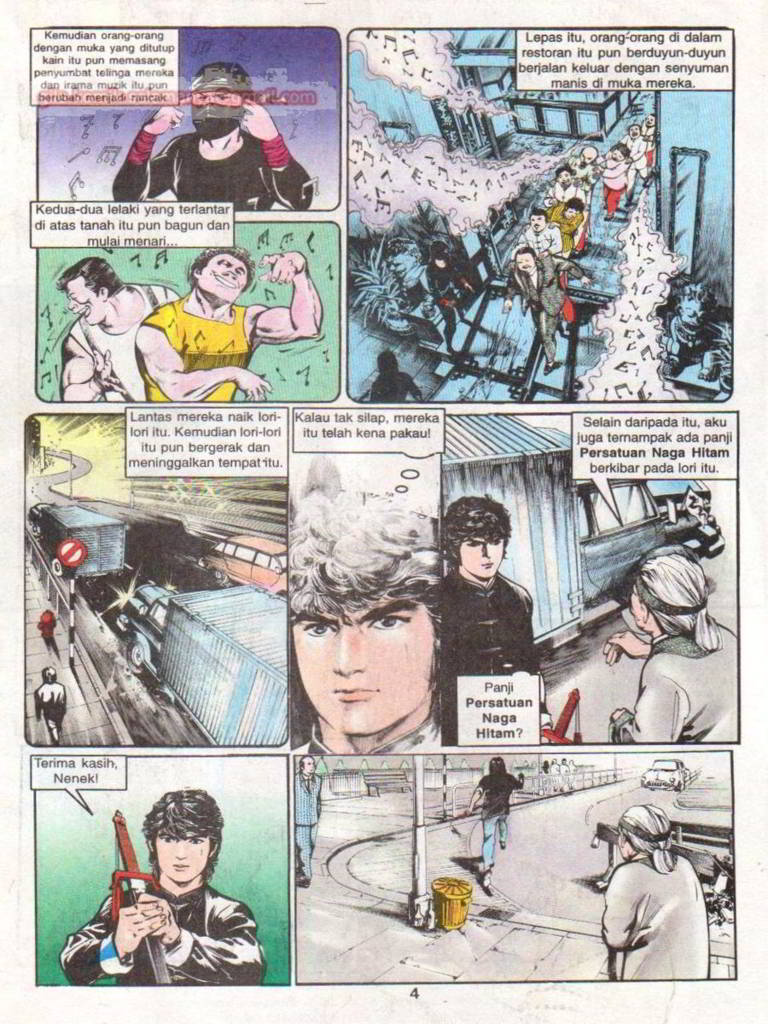 Kemudian orang-orang
dengan muka yang ditutup
kain itu pun memasang
penyumbat telinga mereka
dan irama muzik itu pun
berubah menjadi rancak.
Lepas itu, orang-orang di dalam
restoran itu pun berduyun-duyun
berjalan keluar dengan senyuman
manis di muka mereka.
Kedua-dua lelaki yang terlantar
di atas tanah itu pun bagun dan
mulai menari...
Lantas mereka naik lori-
lori itu. Kemudian lori-lori
itu pun bergerak dan
meninggalkan tempat itu.
Kalau tak silap, mereka
itu telah kena pakau!
Selain daripada itu, aku
juga ternampak ada panji
Persatuan Naga Hitam
berkibar pada lori itu.
Panji
Persatuan
Naga
Hitam?
Terima kasih,
Nenek!
4